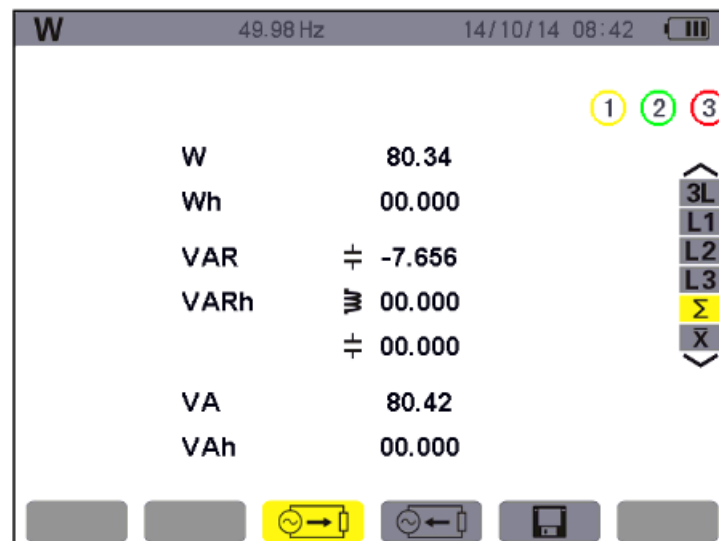 W 49.98 Hz 14/10/14 08:42
1 2 3
W 80.34
Wh 00.000
VAR -7.656
VARh 00.000
00.000
VA 80.42
VAh 00.000
3L
L1
L2
L3
Σ
X̅